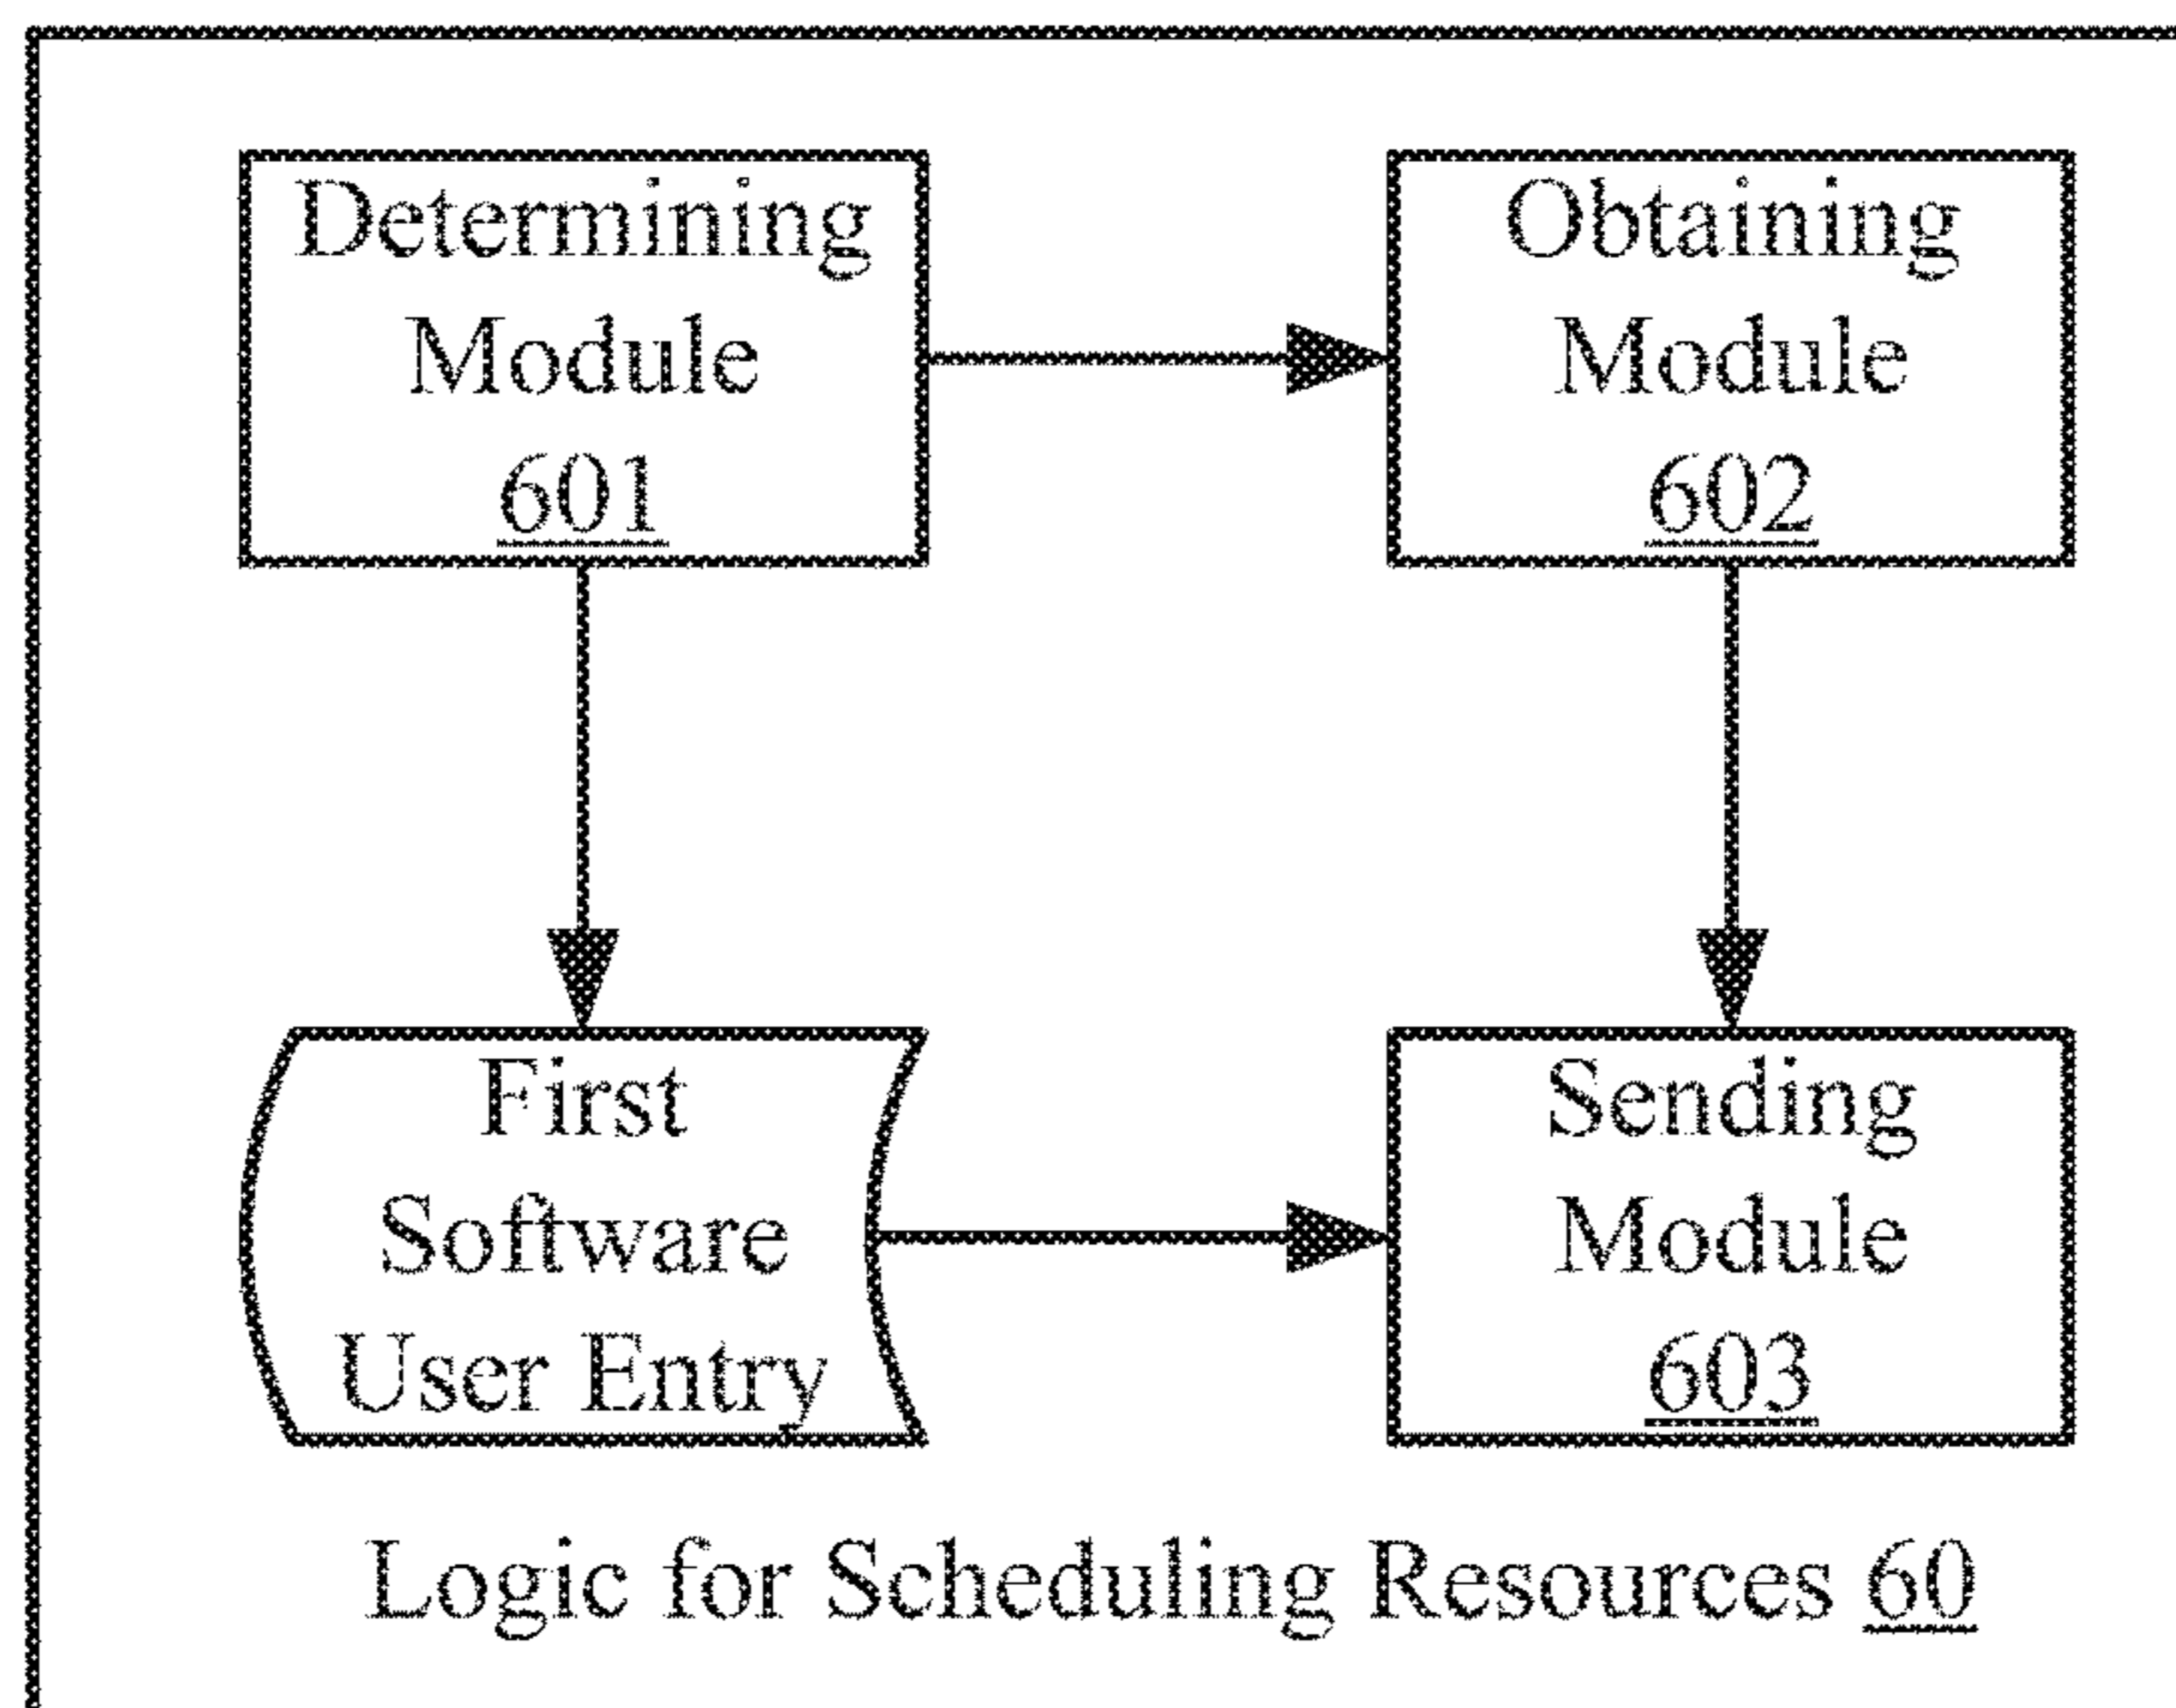 Determining
Module
601
Obtaining
Module
602
First
Software
User Entry
Sending
Module
603
Logic for Scheduling Resources 60